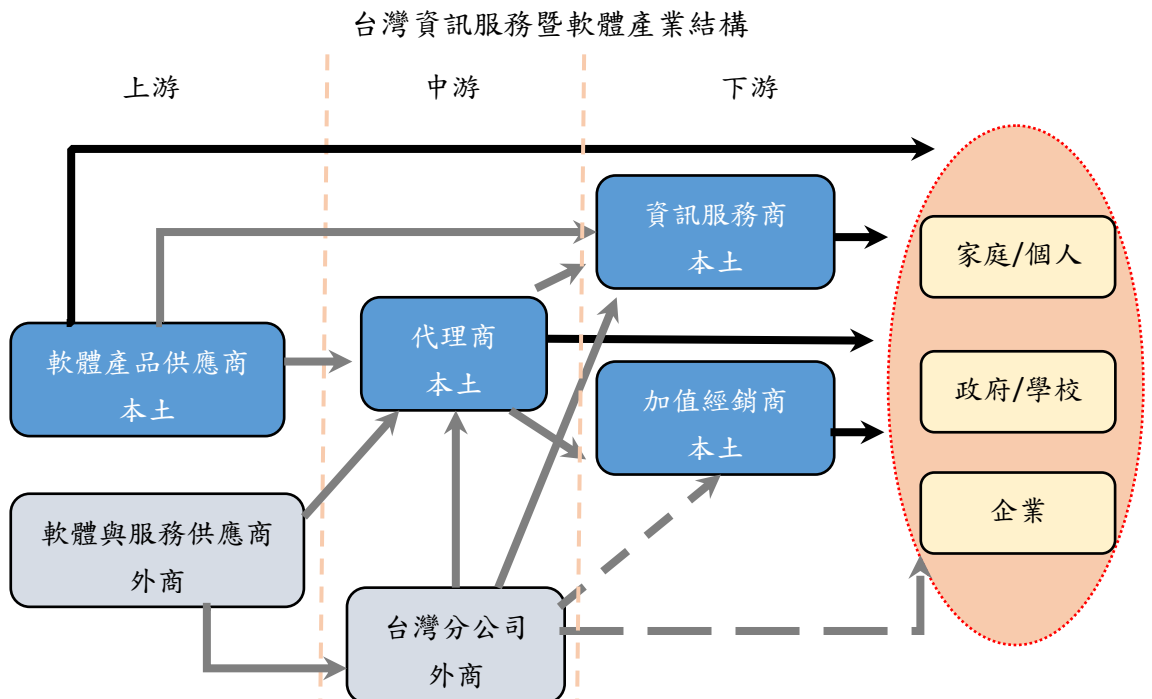 台灣資訊服務暨軟體產業結構
上游
中游
下游
資訊服務商
本土
家庭/個人
軟體產品供應商
本土
代理商
本土
加值經銷商
本土
政府/學校
軟體與服務供應商
外商
企業
台灣分公司
外商